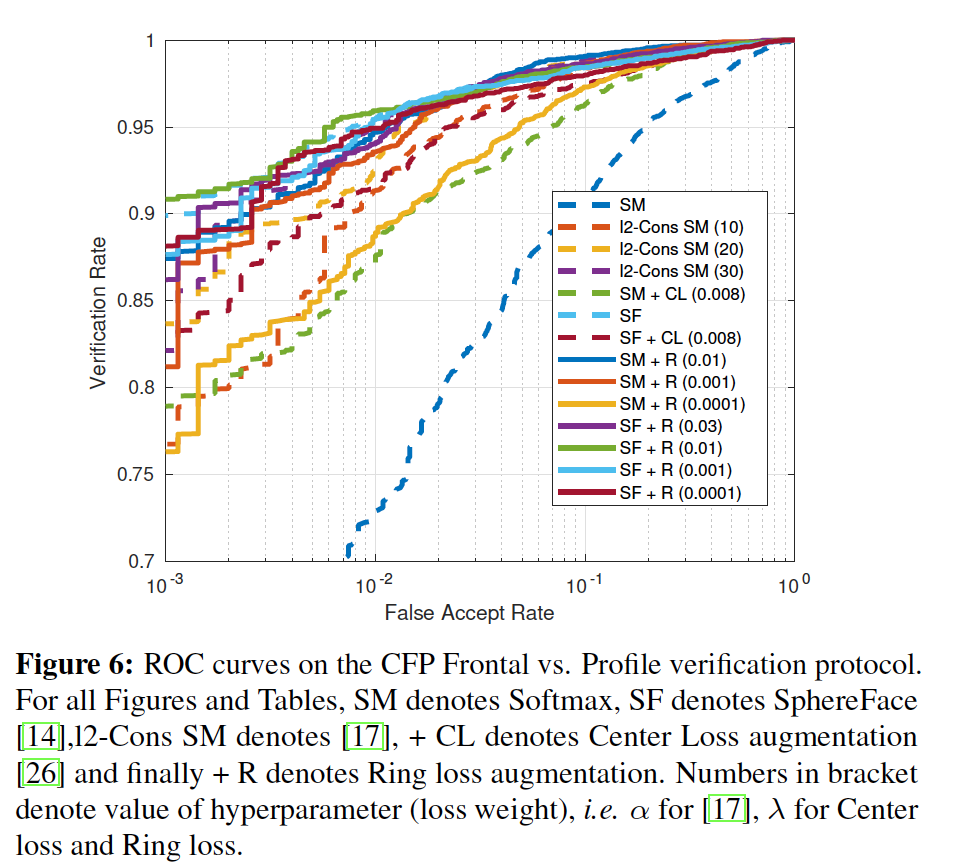 1
0.95
0.9
0.85
0.8
0.75
0.7
Verification Rate
10-3
10-2
10-1
100
False Accept Rate
SM
l2-Cons SM (10)
l2-Cons SM (20)
l2-Cons SM (30)
SM + CL (0.008)
SF
SF + CL (0.008)
SM + R (0.01)
SM + R (0.001)
SM + R (0.0001)
SF + R (0.03)
SF + R (0.01)
SF + R (0.001)
SF + R (0.0001)
Figure 6: ROC curves on the CFP Frontal vs. Profile verification protocol.
For all Figures and Tables, SM denotes Softmax, SF denotes SphereFace
[14],l2-Cons SM denotes [17], + CL denotes Center Loss augmentation
[26] and finally + R denotes Ring loss augmentation. Numbers in bracket
denote value of hyperparameter (loss weight), i.e. α for [17], λ for Center
loss and Ring loss.